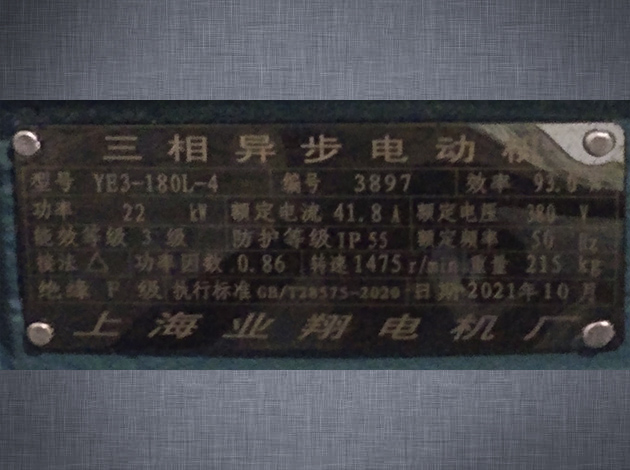 三相异步电动机
型号 YE3-180L-4 编号 3897 效率 93.0 %
功率 22 kW 额定电流 41.8 A 额定电压 380 V
能效等级 3 级 防护等级 IP55 额定频率 50 Hz
接法 △ 功率因数 0.86 转速 1475 r/min 重量 215 kg
绝缘 F 级 执行标准 GB/T28575-2020 日期 2021年10月
上海业翔电机厂